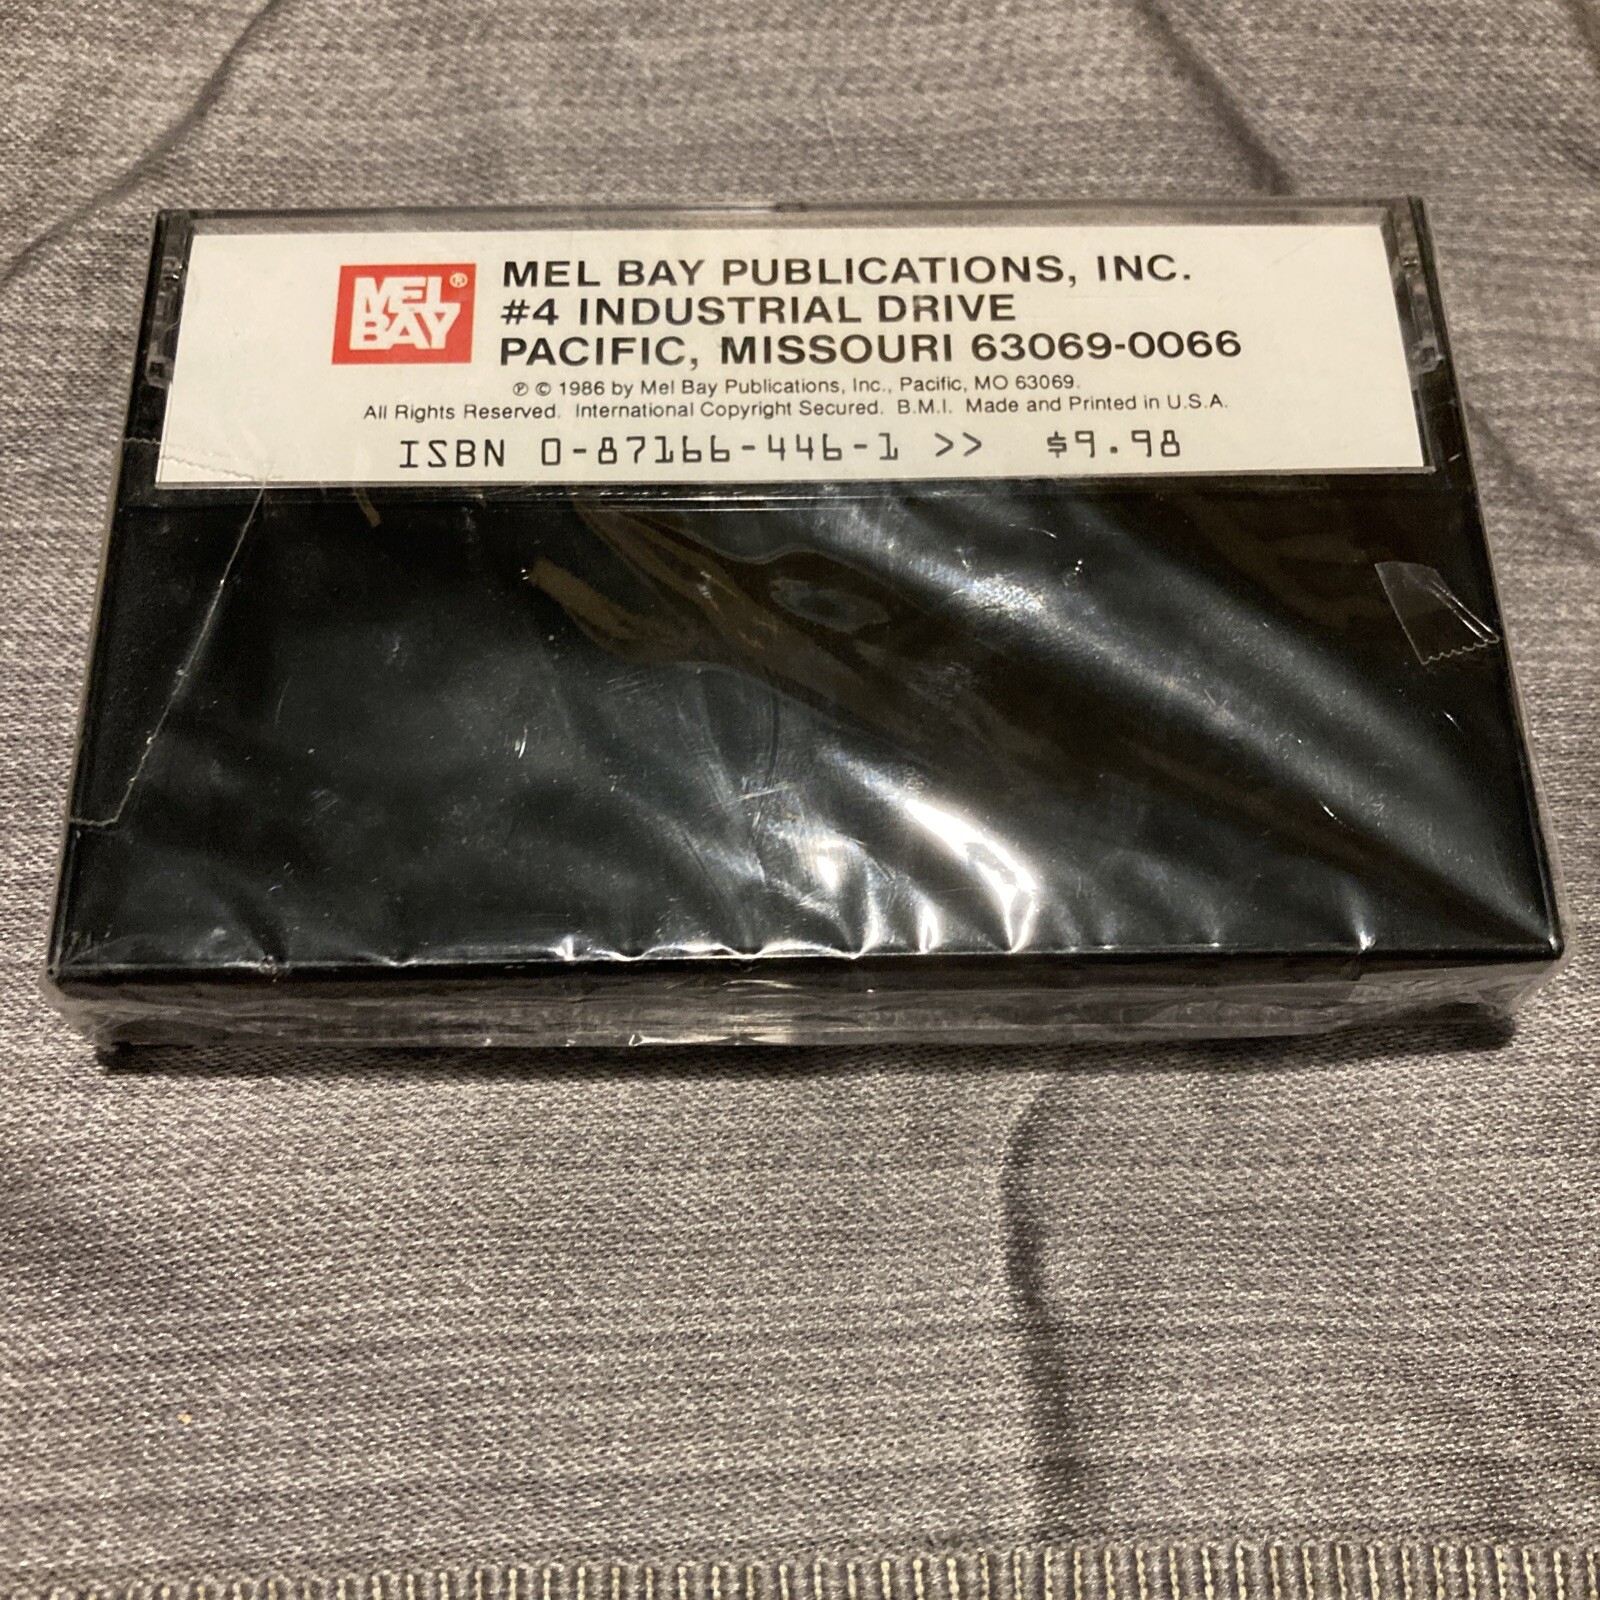 MEL BAY®
MEL BAY PUBLICATIONS, INC.
#4 INDUSTRIAL DRIVE
PACIFIC, MISSOURI 63069-0066
℗ © 1986 by Mel Bay Publications, Inc., Pacific, MO 63069.
All Rights Reserved. International Copyright Secured. B.M.I. Made and Printed in U.S.A.
ISBN 0-87166-446-1 >> $9.98